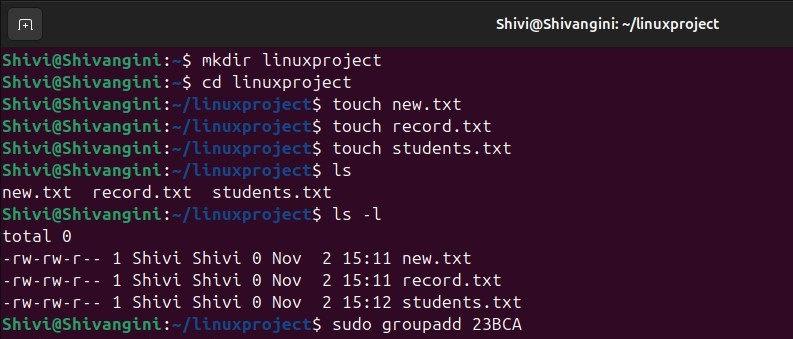 Shivi@Shivangini: ~/linuxproject
Shivi@Shivangini:~$ mkdir linuxproject
Shivi@Shivangini:~$ cd linuxproject
Shivi@Shivangini:~/linuxproject$ touch new.txt
Shivi@Shivangini:~/linuxproject$ touch record.txt
Shivi@Shivangini:~/linuxproject$ touch students.txt
Shivi@Shivangini:~/linuxproject$ ls
new.txt  record.txt  students.txt
Shivi@Shivangini:~/linuxproject$ ls -l
total 0
-rw-rw-r-- 1 Shivi Shivi 0 Nov  2 15:11 new.txt
-rw-rw-r-- 1 Shivi Shivi 0 Nov  2 15:11 record.txt
-rw-rw-r-- 1 Shivi Shivi 0 Nov  2 15:12 students.txt
Shivi@Shivangini:~/linuxproject$ sudo groupadd 23BCA